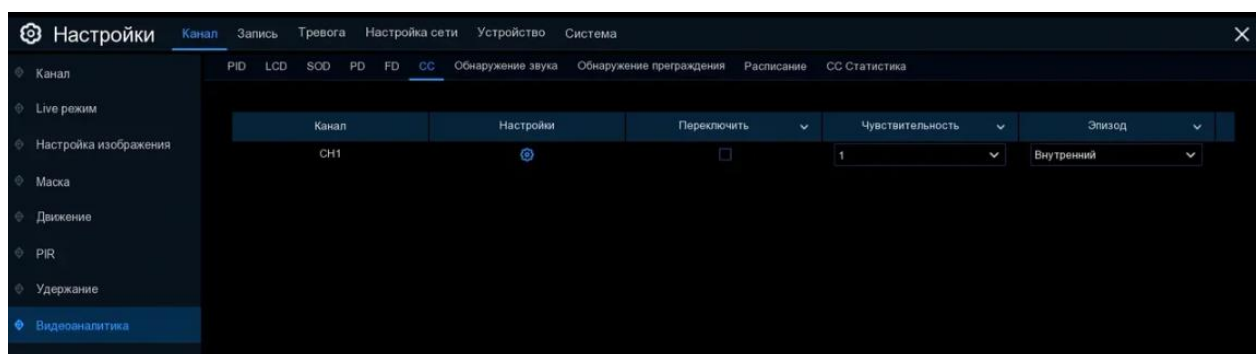 Настройки Канал Запись Тревога Настройка сети Устройство Система
PID LCD SOD PD FD CC Обнаружение звука Обнаружение преграждения Расписание СС Статистика
Канал
Live режим
Настройка изображения
Маска
Движение
PIR
Удержание
Видеоаналитика
Канал Настройки Переключить Чувствительность Эпизод
CH1 1 Внутренний